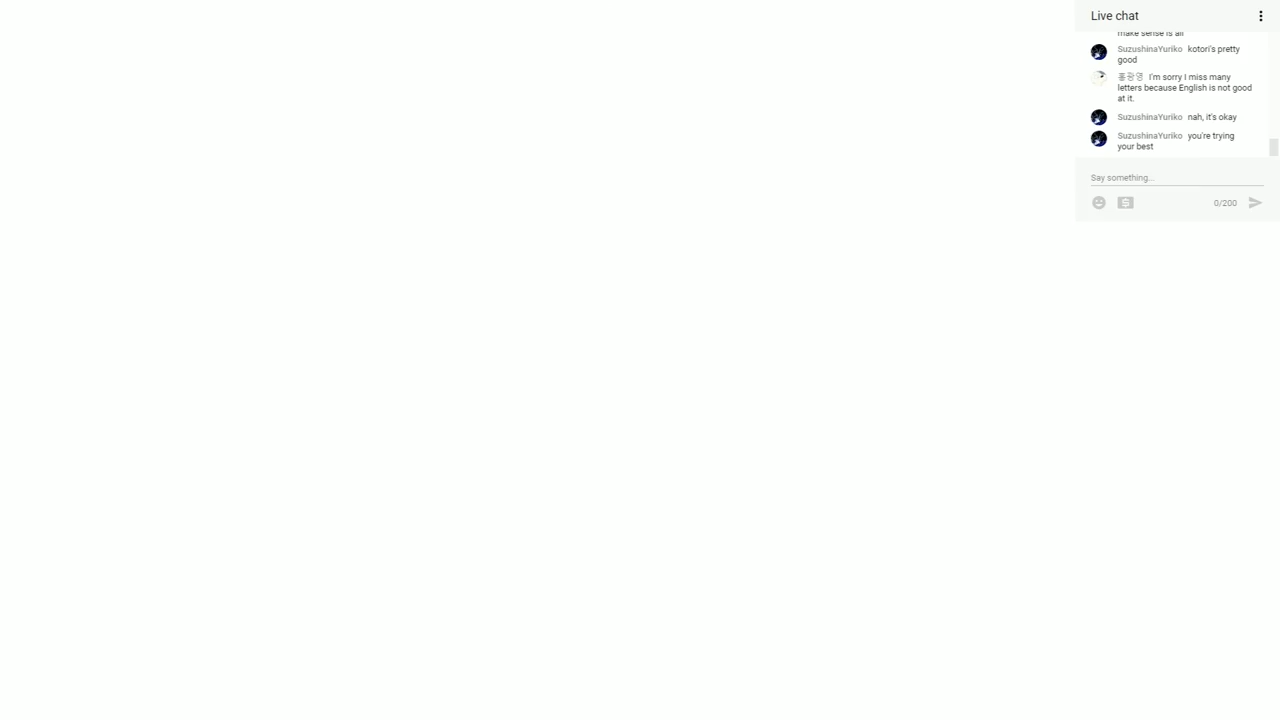 Live chat
make sense is all
SuzushinaYuriko kotori's pretty
good
홍광영 I'm sorry I miss many
letters because English is not good
at it.
SuzushinaYuriko nah, it's okay
SuzushinaYuriko you're trying
your best
Say something...
0/200